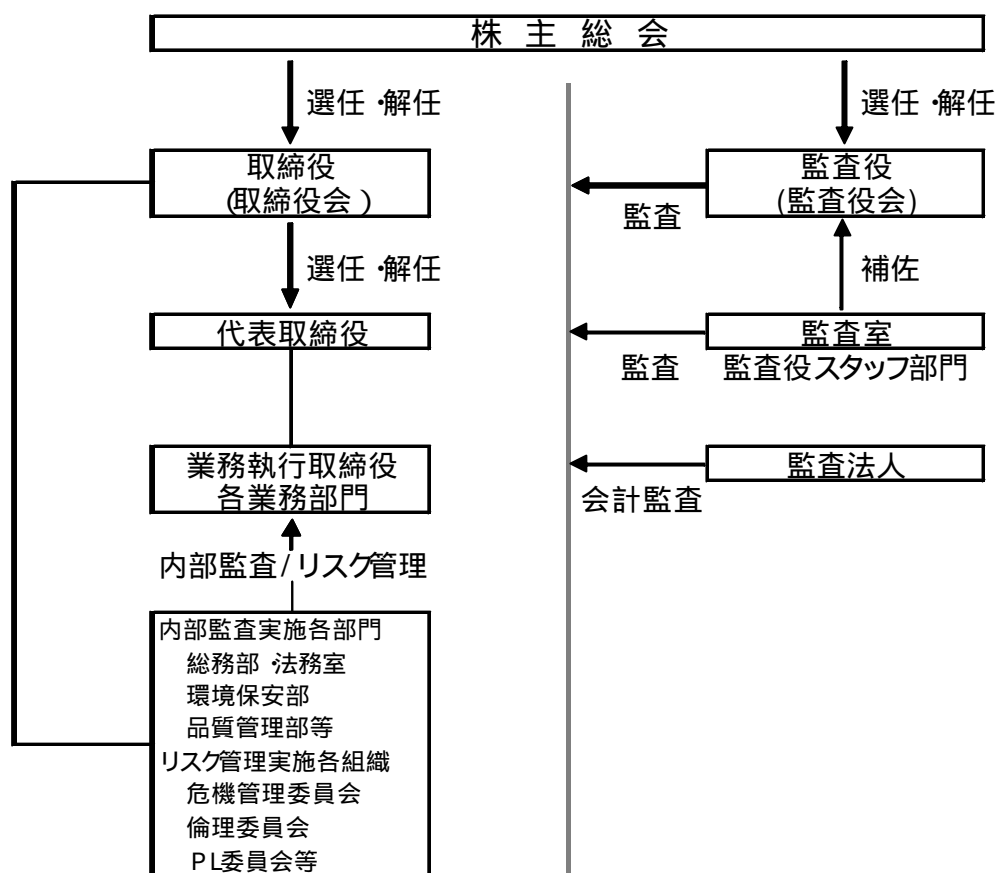 株主総会
選任・解任
選任・解任
取締役
(取締役会)
監査役
(監査役会)
監査
選任・解任
補佐
代表取締役
監査室
監査
監査役スタッフ部門
業務執行取締役
各業務部門
監査法人
会計監査
内部監査/リスク管理
内部監査実施各部門
総務部・法務室
環境保安部
品質管理部等
リスク管理実施各組織
危機管理委員会
倫理委員会
PL委員会等